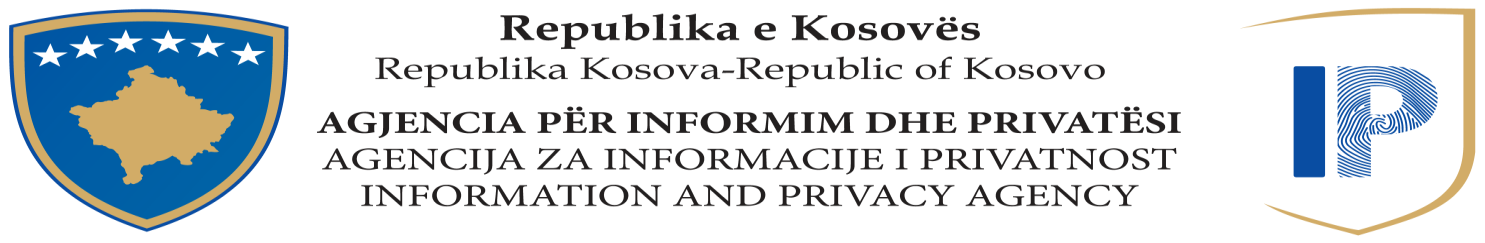 Republika e Kosovës
Republika Kosova-Republic of Kosovo
AGJENCIA PËR INFORMIM DHE PRIVATËSI
AGENCIJA ZA INFORMACIJE I PRIVATNOST
INFORMATION AND PRIVACY AGENCY
IP